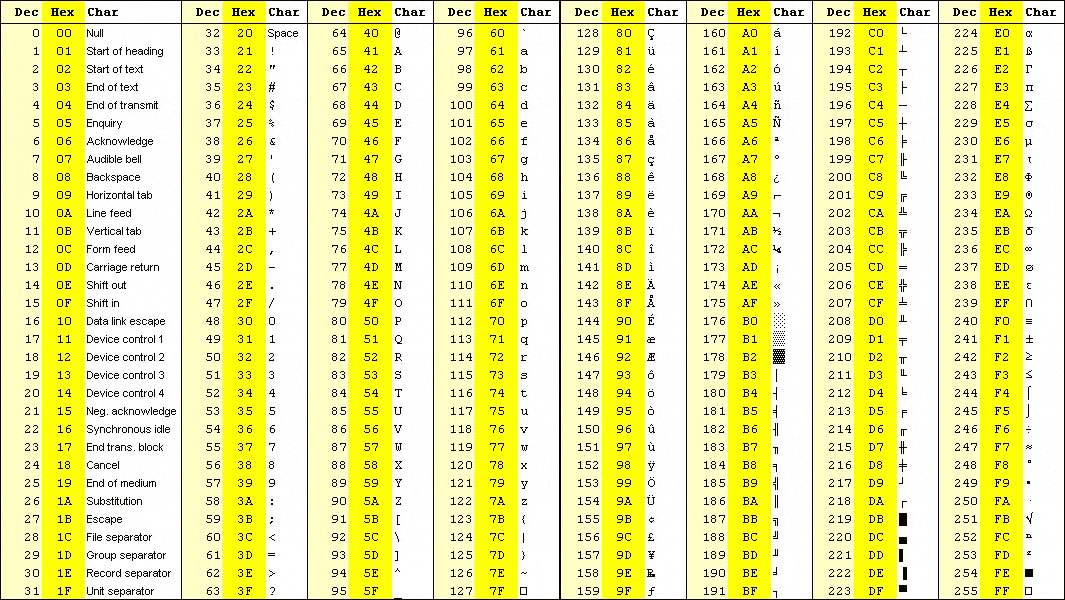 Dec Hex Char Dec Hex Char Dec Hex Char Dec Hex Char Dec Hex Char Dec Hex Char Dec Hex Char Dec Hex Char
0 00 Null 32 20 Space 64 40 @ 96 60 ` 128 80 Ç 160 A0 á 192 C0 └ 224 E0 α
1 01 Start of heading 33 21 ! 65 41 A 97 61 a 129 81 ü 161 A1 í 193 C1 ┴ 225 E1 ß
2 02 Start of text 34 22 " 66 42 B 98 62 b 130 82 é 162 A2 ó 194 C2 ┬ 226 E2 Γ
3 03 End of text 35 23 # 67 43 C 99 63 c 131 83 â 163 A3 ú 195 C3 ├ 227 E3 π
4 04 End of transmit 36 24 $ 68 44 D 100 64 d 132 84 ä 164 A4 ñ 196 C4 ─ 228 E4 Σ
5 05 Enquiry 37 25 % 69 45 E 101 65 e 133 85 à 165 A5 Ñ 197 C5 ┼ 229 E5 σ
6 06 Acknowledge 38 26 & 70 46 F 102 66 f 134 86 å 166 A6 ª 198 C6 ╞ 230 E6 µ
7 07 Audible bell 39 27 ' 71 47 G 103 67 g 135 87 ç 167 A7 º 199 C7 ╟ 231 E7 τ
8 08 Backspace 40 28 ( 72 48 H 104 68 h 136 88 ê 168 A8 ¿ 200 C8 ╚ 232 E8 Φ
9 09 Horizontal tab 41 29 ) 73 49 I 105 69 i 137 89 ë 169 A9 ⌐ 201 C9 ╔ 233 E9 Θ
10 0A Line feed 42 2A * 74 4A J 106 6A j 138 8A è 170 AA ¬ 202 CA ╩ 234 EA Ω
11 0B Vertical tab 43 2B + 75 4B K 107 6B k 139 8B ï 171 AB ½ 203 CB ╦ 235 EB δ
12 0C Form feed 44 2C , 76 4C L 108 6C l 140 8C î 172 AC ¼ 204 CC ╠ 236 EC ∞
13 0D Carriage return 45 2D - 77 4D M 109 6D m 141 8D ì 173 AD ¡ 205 CD ═ 237 ED ∅
14 0E Shift out 46 2E . 78 4E N 110 6E n 142 8E Ä 174 AE « 206 CE ╬ 238 EE ε
15 0F Shift in 47 2F / 79 4F O 111 6F o 143 8F Å 175 AF » 207 CF ╧ 239 EF ∩
16 10 Data link escape 48 30 0 80 50 P 112 70 p 144 90 É 176 B0 ░ 208 D0 ╨ 240 F0 ≡
17 11 Device control 1 49 31 1 81 51 Q 113 71 q 145 91 æ 177 B1 ▒ 209 D1 ╤ 241 F1 ±
18 12 Device control 2 50 32 2 82 52 R 114 72 r 146 92 Æ 178 B2 ▓ 210 D2 ╥ 242 F2 ≥
19 13 Device control 3 51 33 3 83 53 S 115 73 s 147 93 ô 179 B3 │ 211 D3 ╙ 243 F3 ≤
20 14 Device control 4 52 34 4 84 54 T 116 74 t 148 94 ö 180 B4 ┤ 212 D4 ╘ 244 F4 ⌠
21 15 Neg. acknowledge 53 35 5 85 55 U 117 75 u 149 95 ò 181 B5 ╡ 213 D5 ╒ 245 F5 ⌡
22 16 Synchronous idle 54 36 6 86 56 V 118 76 v 150 96 û 182 B6 ╢ 214 D6 ╓ 246 F6 ÷
23 17 End trans. block 55 37 7 87 57 W 119 77 w 151 97 ù 183 B7 ╖ 215 D7 ╫ 247 F7 ≈
24 18 Cancel 56 38 8 88 58 X 120 78 x 152 98 ÿ 184 B8 ╕ 216 D8 ╪ 248 F8 °
25 19 End of medium 57 39 9 89 59 Y 121 79 y 153 99 Ö 185 B9 ╣ 217 D9 ┘ 249 F9 •
26 1A Substitution 58 3A : 90 5A Z 122 7A z 154 9A Ü 186 BA ║ 218 DA ┌ 250 FA ·
27 1B Escape 59 3B ; 91 5B [ 123 7B { 155 9B ¢ 187 BB ╗ 219 DB █ 251 FB √
28 1C File separator 60 3C < 92 5C \ 124 7C | 156 9C £ 188 BC ╝ 220 DC ▄ 252 FC ⁿ
29 1D Group separator 61 3D = 93 5D ] 125 7D } 157 9D ¥ 189 BD ╜ 221 DD ▌ 253 FD ²
30 1E Record separator 62 3E > 94 5E ^ 126 7E ~ 158 9E ₧ 190 BE ╛ 222 DE ▐ 254 FE ■
31 1F Unit separator 63 3F ? 95 5F _ 127 7F □ 159 9F ƒ 191 BF ┐ 223 DF ▀ 255 FF □